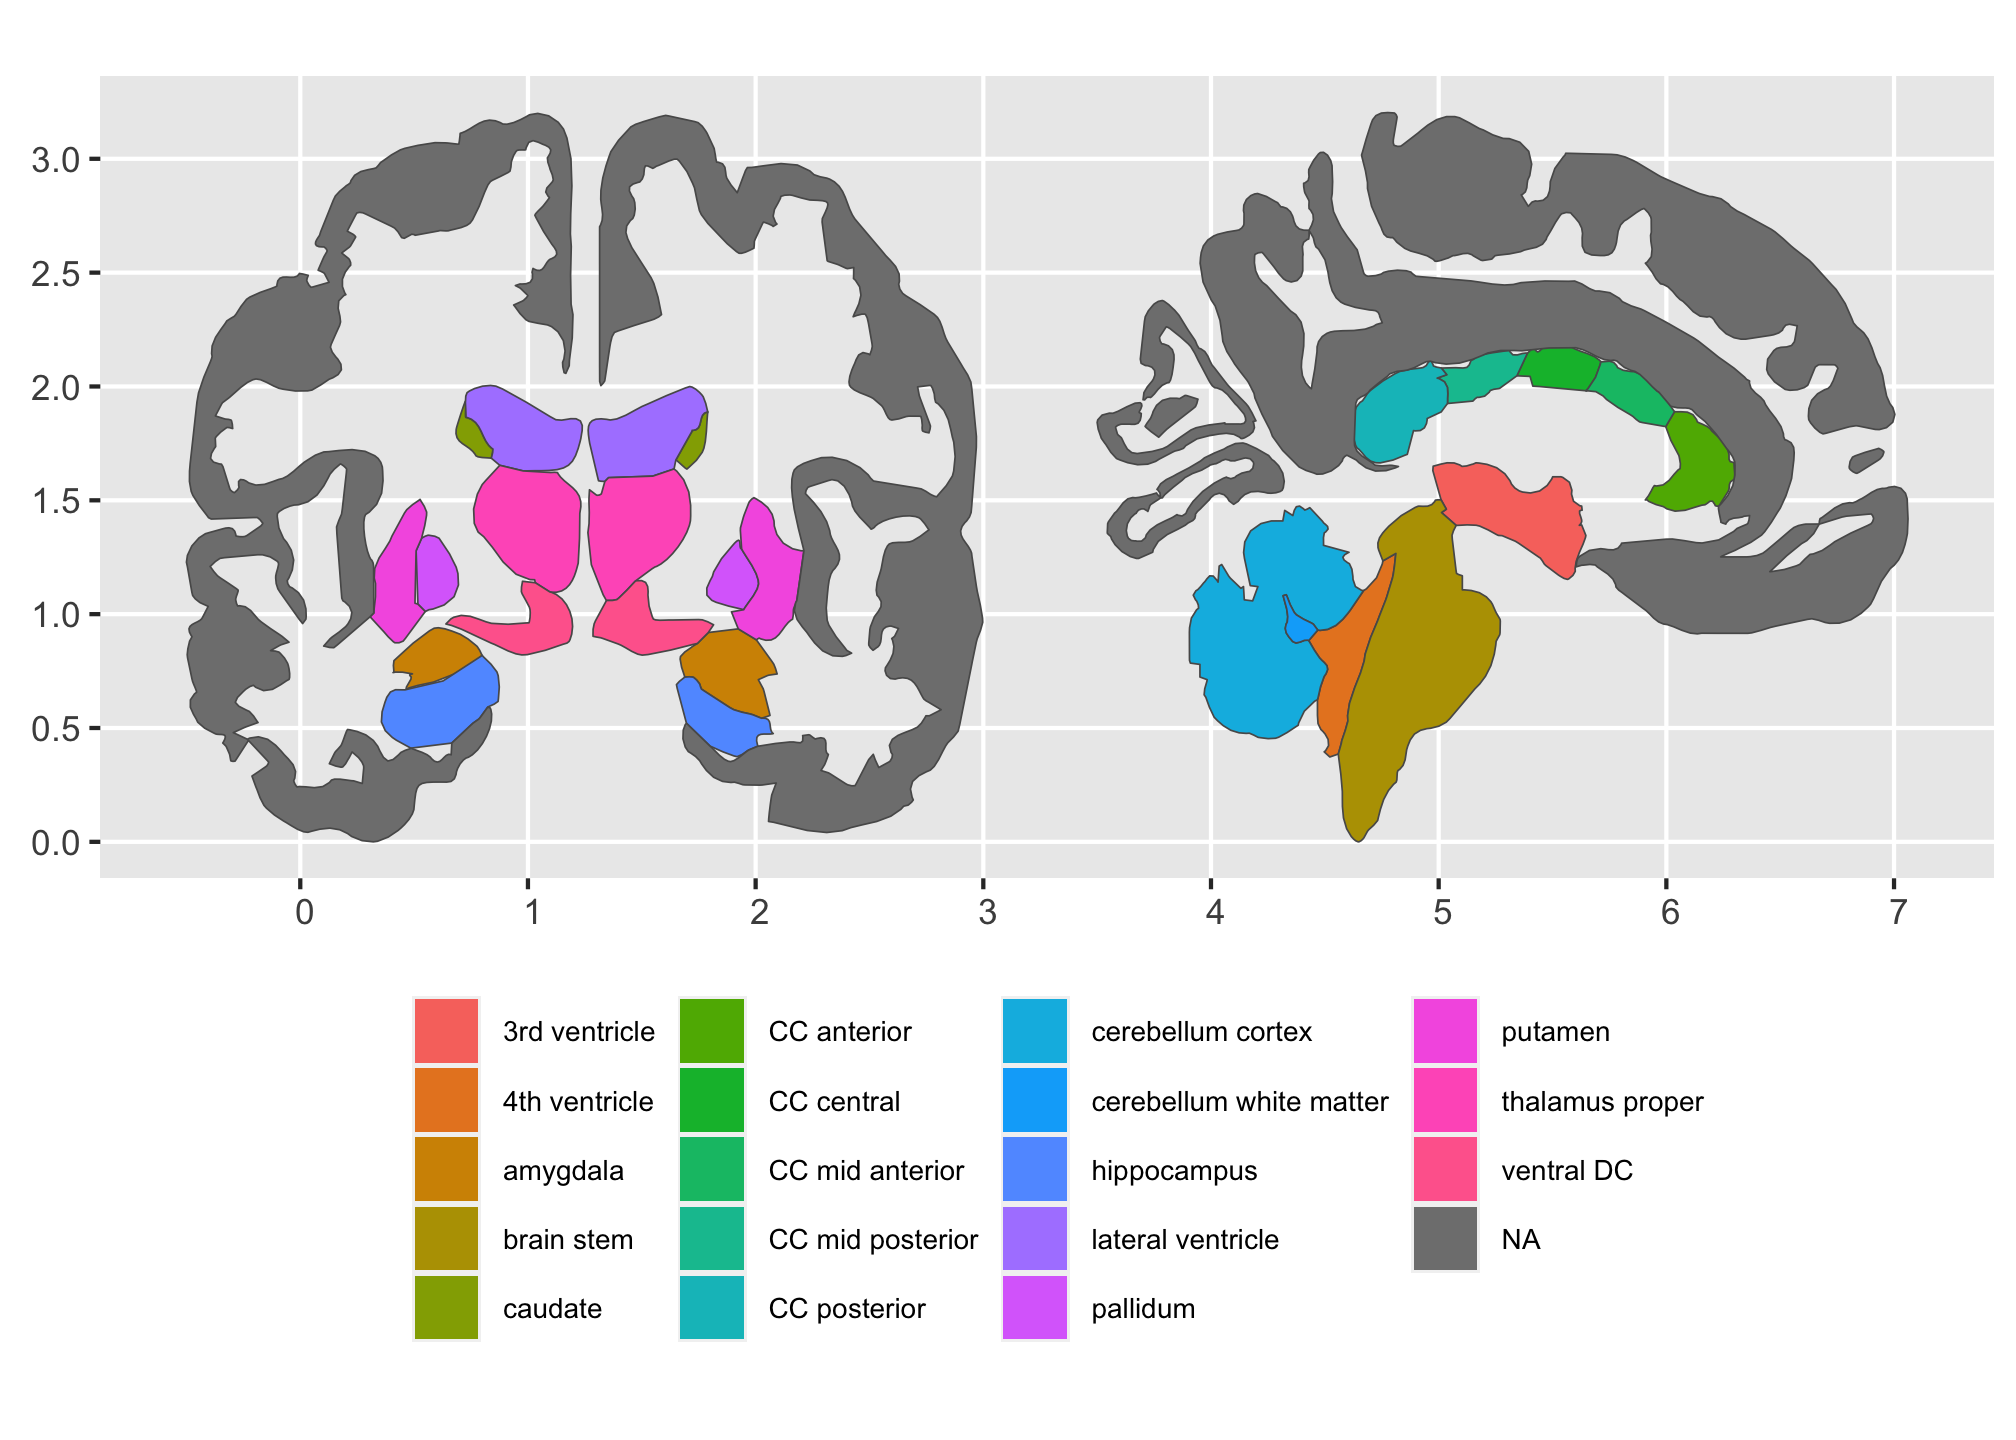 3.0
2.5
2.0
1.5
1.0
0.5
0.0
0 1 2 3 4 5 6 7
3rd ventricle CC anterior cerebellum cortex putamen
4th ventricle CC central cerebellum white matter thalamus proper
amygdala CC mid anterior hippocampus ventral DC
brain stem CC mid posterior lateral ventricle NA
caudate CC posterior pallidum